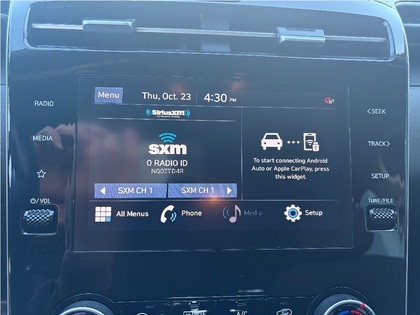 Menu Thu, Oct. 23 4:30 PM
RADIO
MEDIA
VOL
SiriusXM
sxm
0 RADIO ID
NG07TD4R
SXM CH 1 SXM CH 1
To start connecting Android
Auto or Apple CarPlay, press
this widget.
All Menus Phone Media Setup
SEEK
TRACK
SETUP
TUNE/FILE
A/C